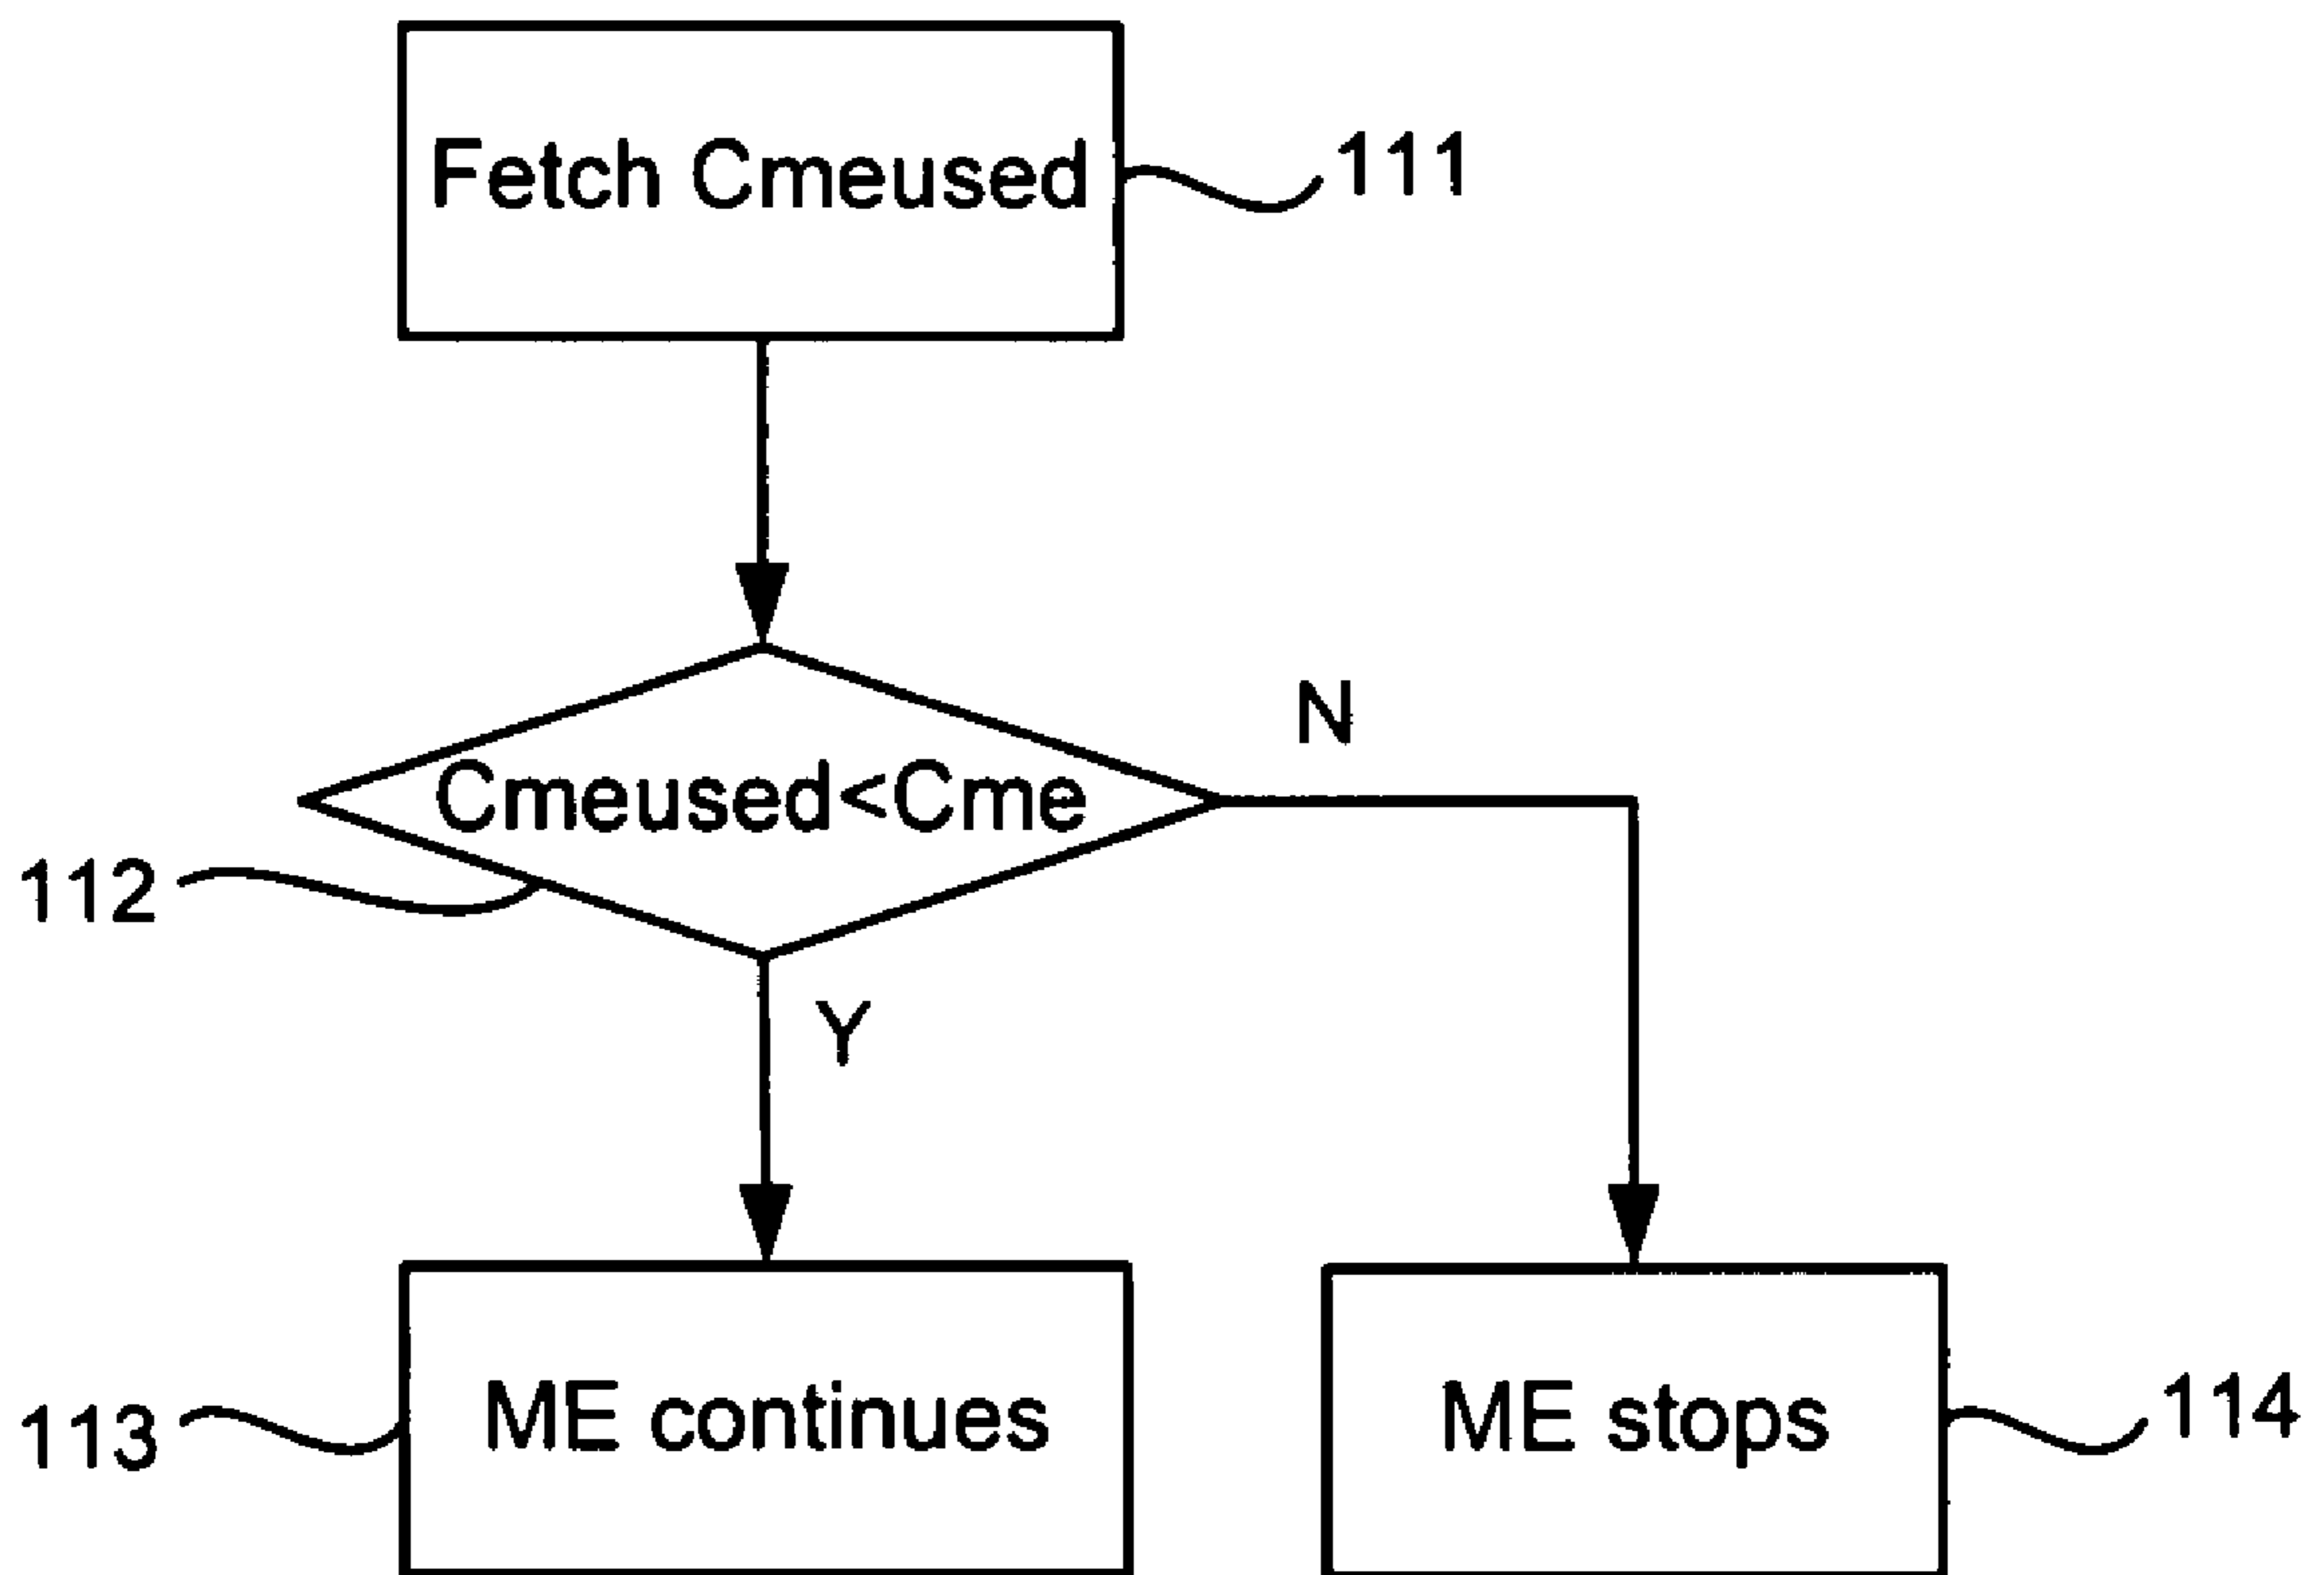 Fetch Cmeused
111
N
Cmeused<Cme
112
Y
ME continues
ME stops
113
114